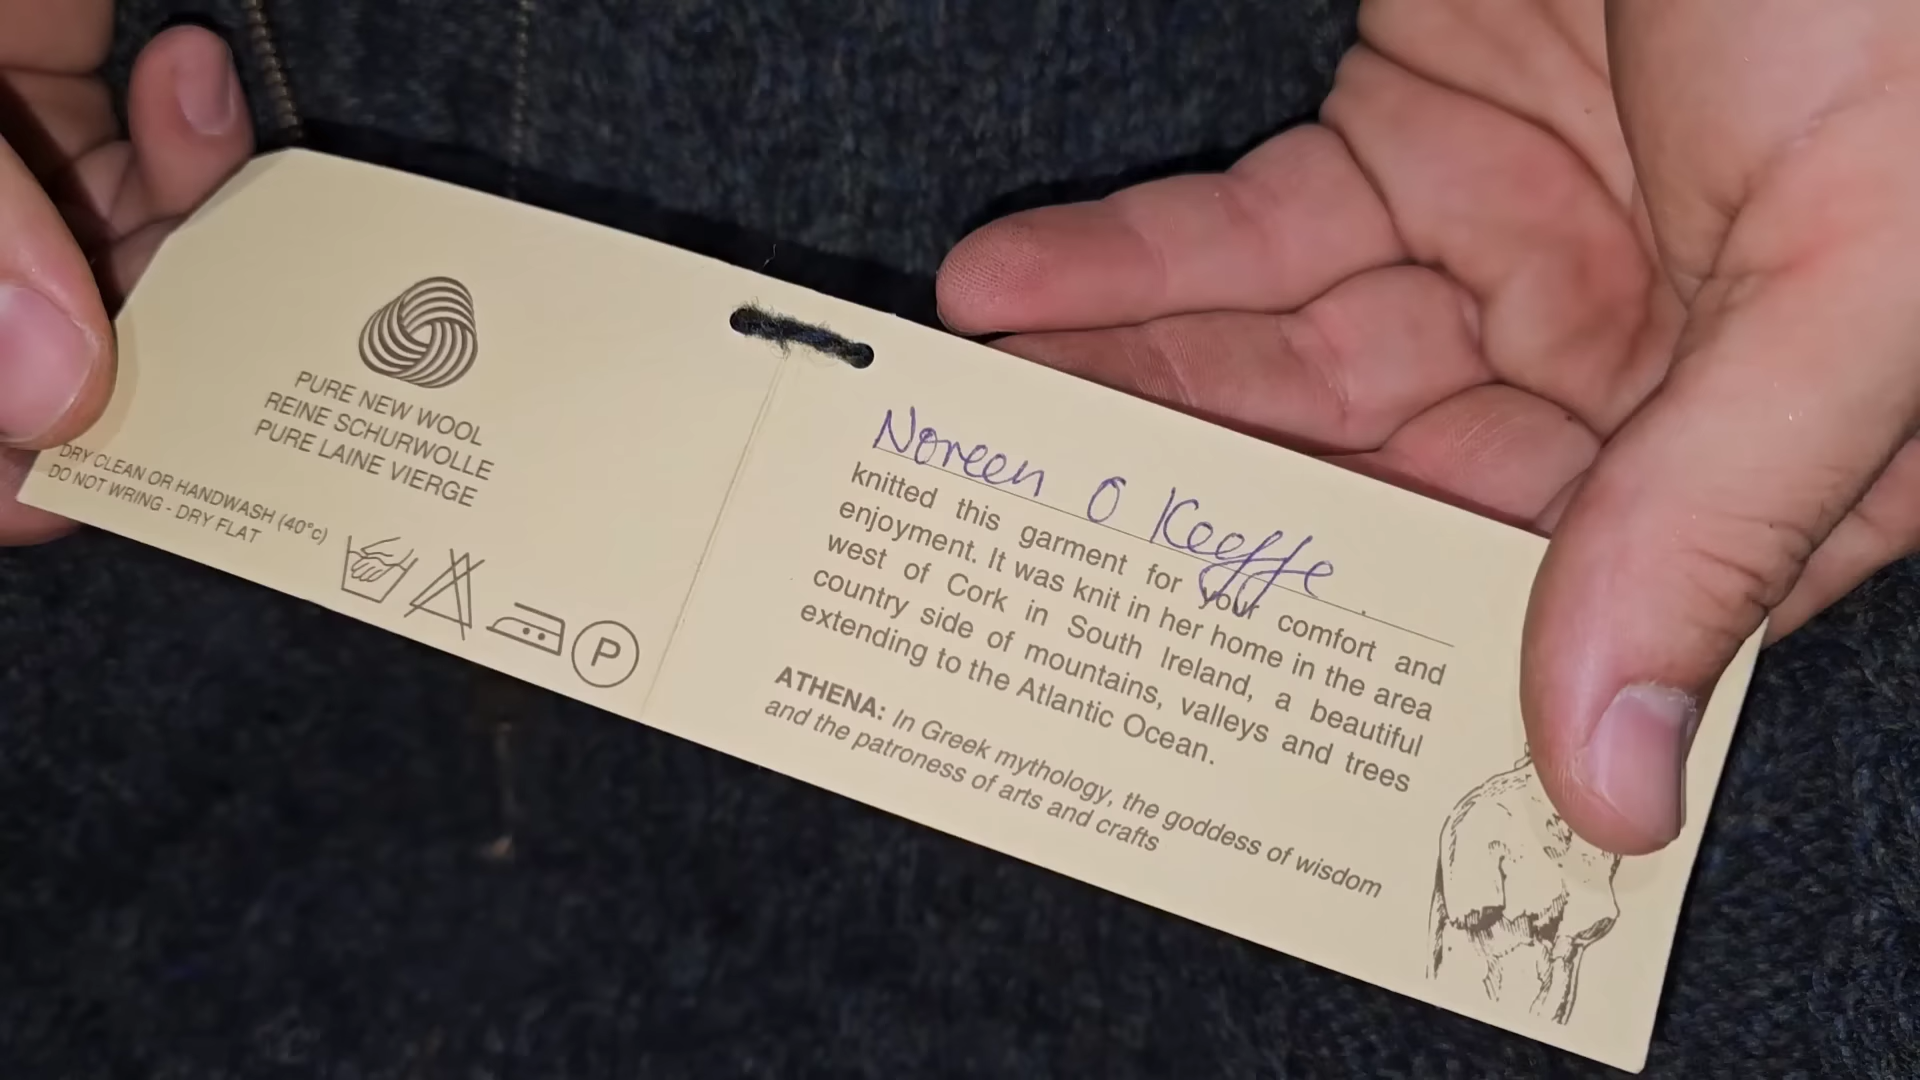 PURE NEW WOOL
REINE SCHURWOLLE
PURE LAINE VIERGE
DRY CLEAN OR HANDWASH (40°c)
DO NOT WRING - DRY FLAT
P
Noreen O Keeffe.
knitted this garment for your comfort and
enjoyment. It was knit in her home in the area
west of Cork in South Ireland, a beautiful
country side of mountains, valleys and trees
extending to the Atlantic Ocean.
ATHENA: In Greek mythology, the goddess of wisdom
and the patroness of arts and crafts